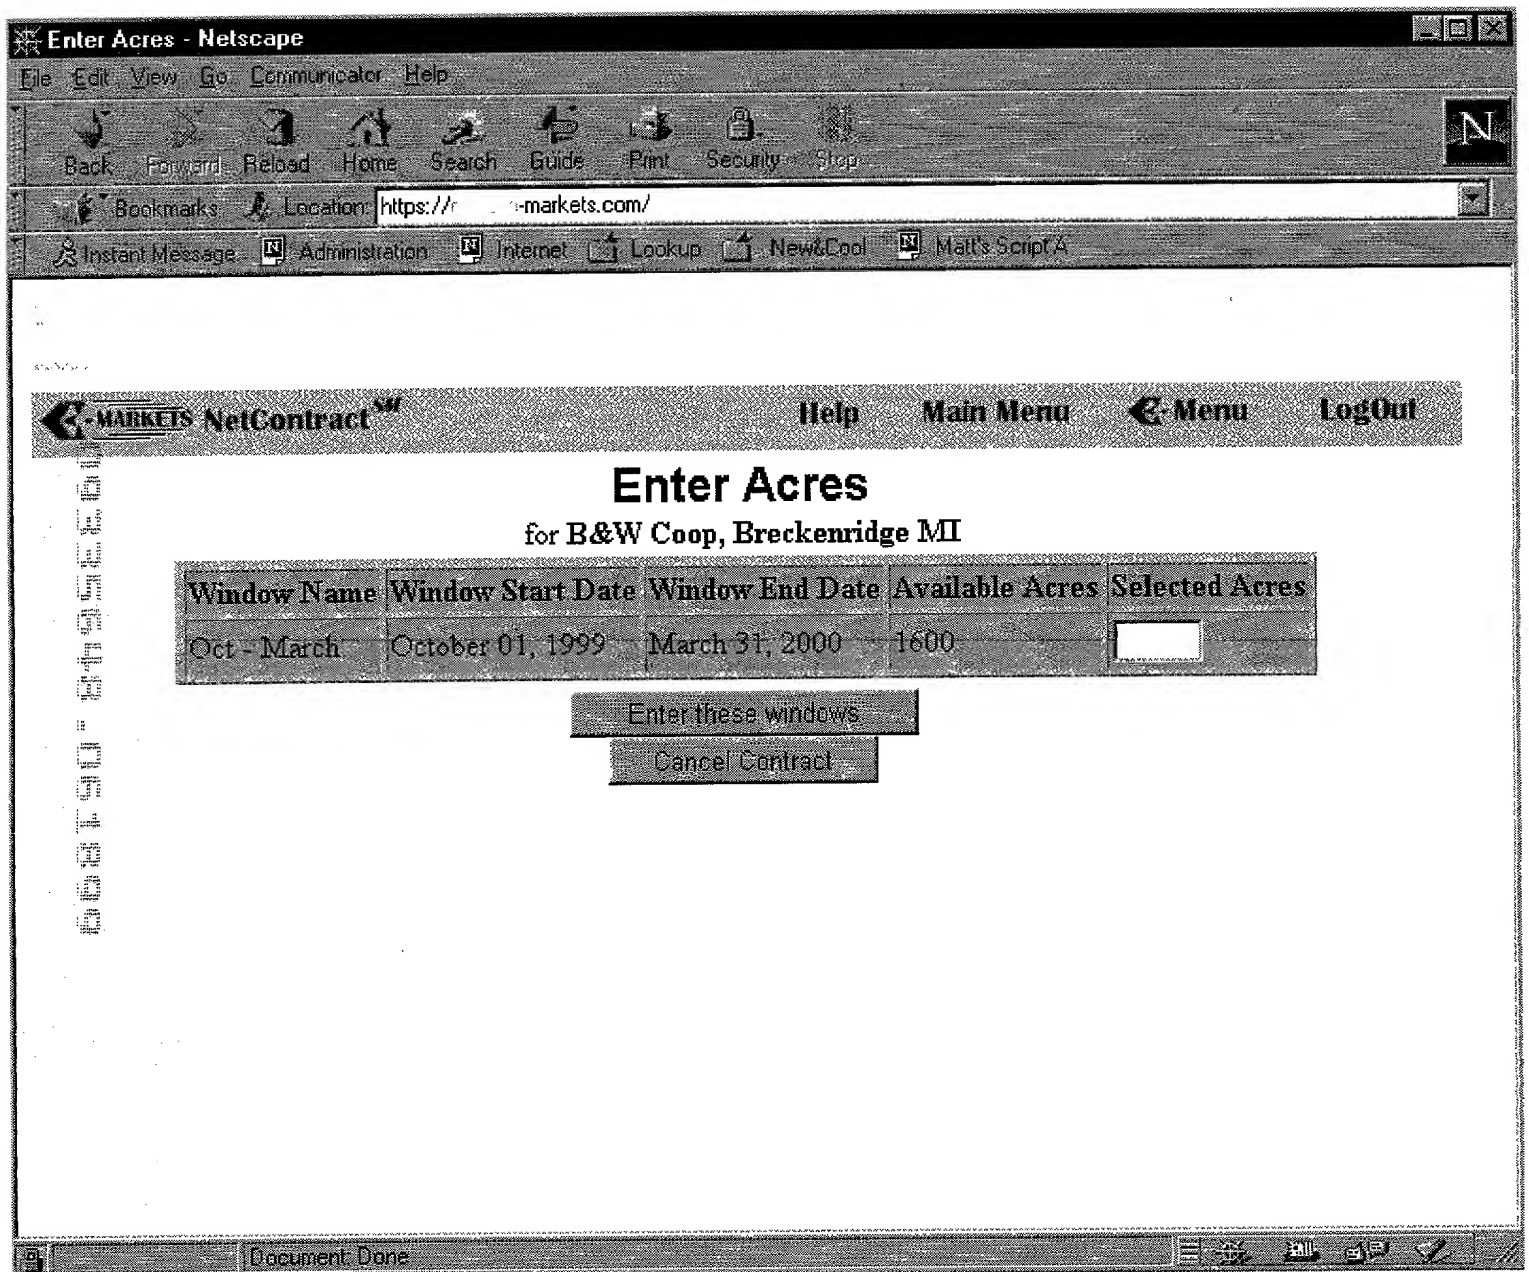 Enter Acres - Netscape
File Edit View Go Communicator Help
Back Forward Reload Home Search Guide Print Security Stop
Bookmarks Location: https:// -markets.com/
Instant Message Administration Internet Lookup New&Cool Matt's Script A
-MARKETS NetContract SM Help Main Menu -Menu LogOut
Enter Acres
for B&W Coop, Breckenridge MI
Window Name Window Start Date Window End Date Available Acres Selected Acres
Oct - March October 01, 1999 March 31, 2000 1600
Enter these windows
Cancel Contract
Document: Done